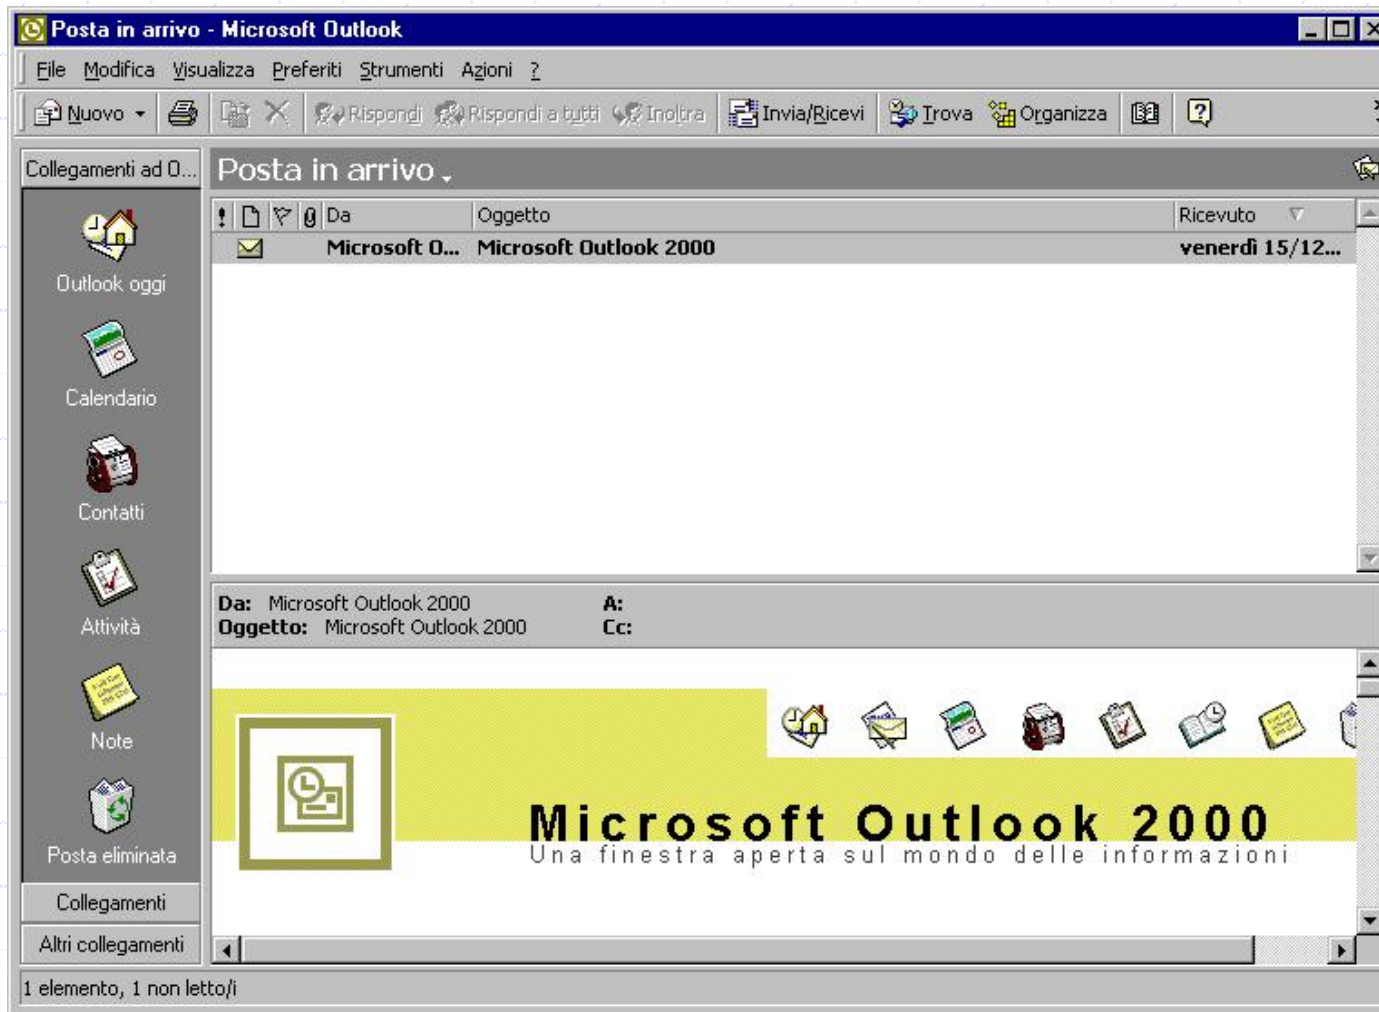 Posta in arrivo - Microsoft Outlook
File Modifica Visualizza Preferiti Strumenti Azioni ?
Nuovo Rispondi Rispondi a tutti Inoltra Invia/Ricevi Trova Organizza
Collegamenti ad O...
Posta in arrivo
! Da Oggetto Ricevuto
Microsoft O... Microsoft Outlook 2000 venerdì 15/12...
Outlook oggi
Calendario
Contatti
Attività
Note
Posta eliminata
Collegamenti
Altri collegamenti
Da: Microsoft Outlook 2000 A:
Oggetto: Microsoft Outlook 2000 Cc:
Microsoft Outlook 2000
Una finestra aperta sul mondo delle informazioni
1 elemento, 1 non letto/i